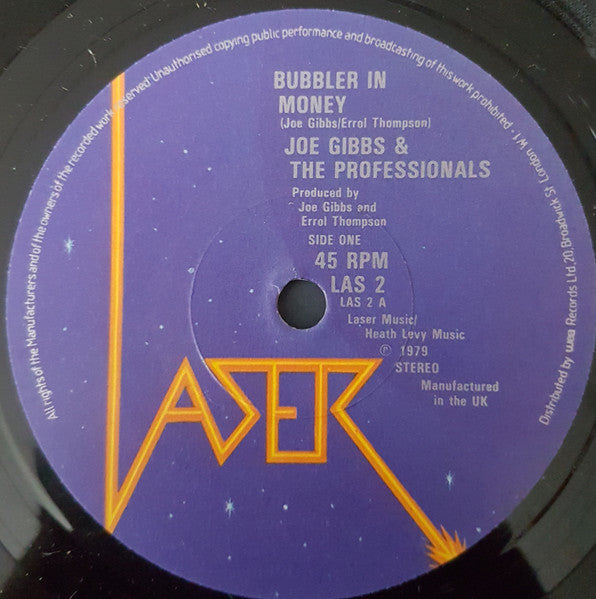 BUBBLER IN
MONEY
(Joe Gibbs/Errol Thompson)
JOE GIBBS &
THE PROFESSIONALS
Produced by
Joe Gibbs and
Errol Thompson
SIDE ONE
45 RPM
LAS 2
LAS 2 A
Laser Music/
Heath Levy Music
℗ 1979
STEREO
Manufactured
in the UK
LASER
All rights of the Manufacturers and of the owners of the recorded work reserved Unauthorised copying public performance and broadcasting of this work prohibited - Distributed by wea Records Ltd, 20, Broadwick St, London W1